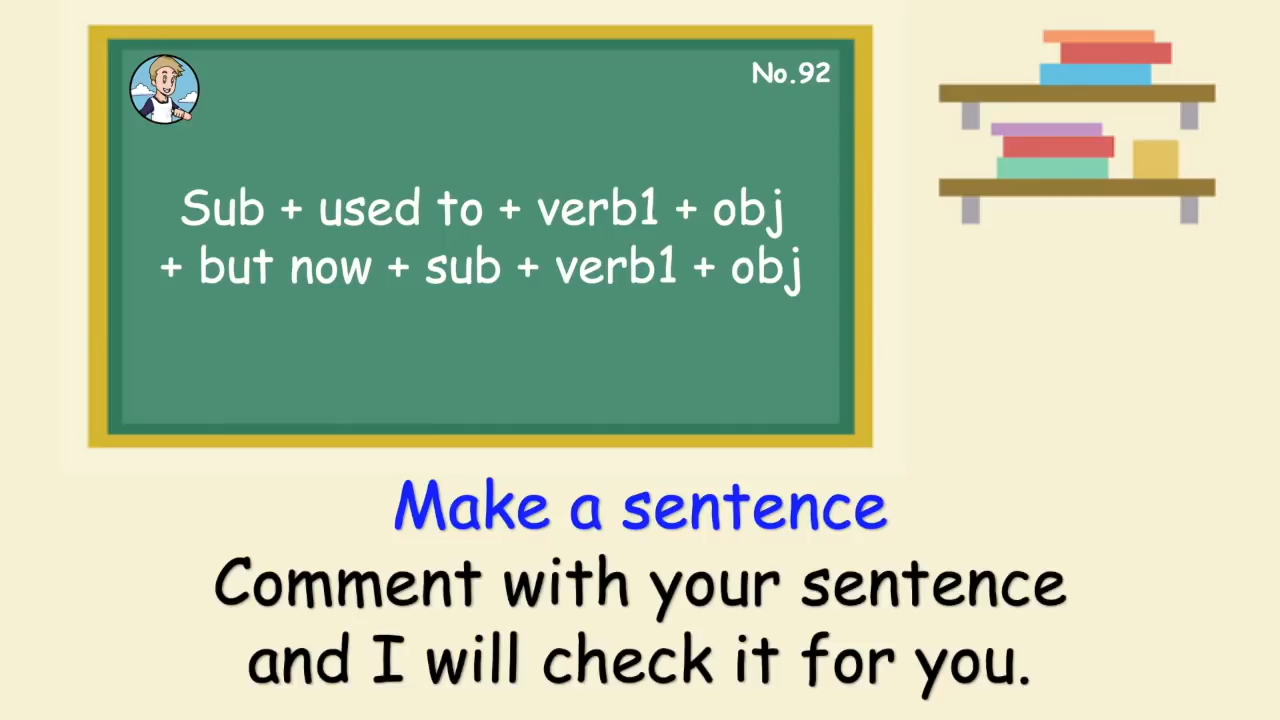 No.92
Sub + used to + verb1 + obj
+ but now + sub + verb1 + obj
Make a sentence
Comment with your sentence
and I will check it for you.